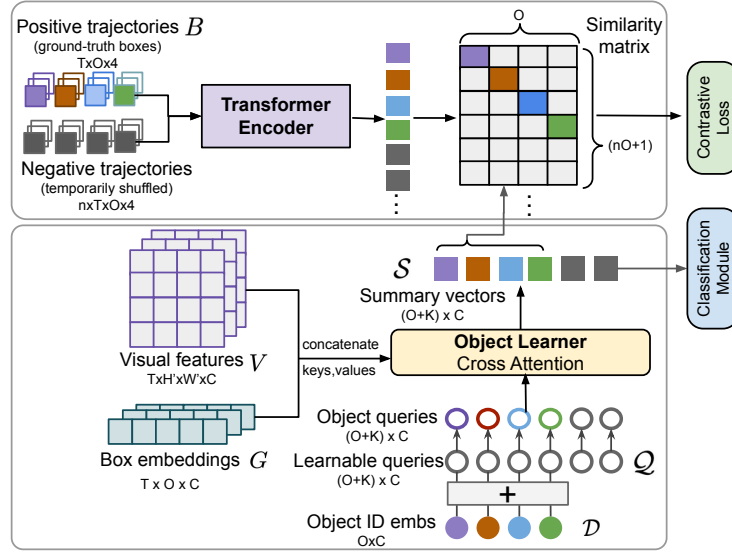 Positive trajectories B
(ground-truth boxes)
TxOx4
Negative trajectories
(temporarily shuffled)
nxTxOx4
Transformer
Encoder
O
Similarity
matrix
(nO+1)
Contrastive
Loss
Classification
Module
S
Summary vectors
(O+K) x C
Visual features V
TxH'xW'xC
concatenate
keys,values
Object Learner
Cross Attention
Box embeddings G
T x O x C
Object queries
(O+K) x C
Learnable queries
(O+K) x C
Q
+
Object ID embs
OxC
D